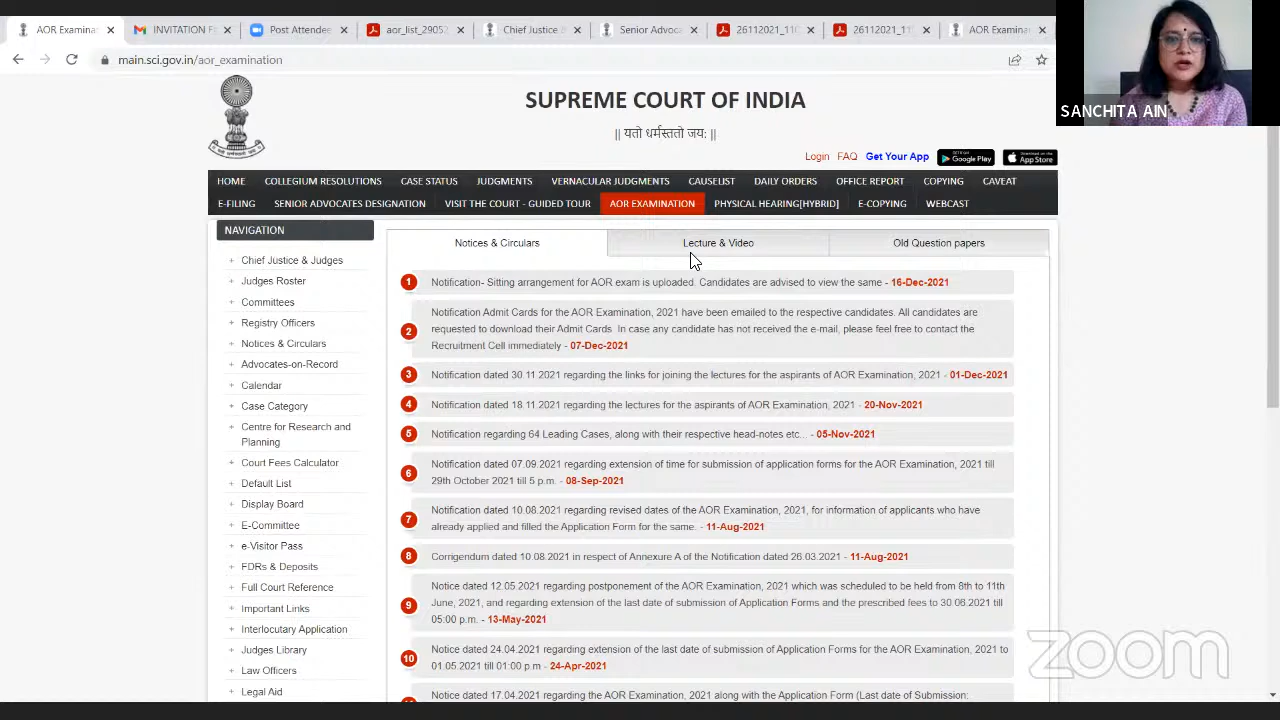 AOR Examina
INVITATION F
Post Attendee
aor_list_29052
Chief Justice &
Senior Advoca
26112021_11
26112021_1
AOR Examina
main.sci.gov.in/aor_examination
SANCHITA AIN
SUPREME COURT OF INDIA
|| यतो धर्मस्ततो जय: ||
Login FAQ Get Your App Google Play App Store
HOME COLLEGIUM RESOLUTIONS CASE STATUS JUDGMENTS VERNACULAR JUDGMENTS CAUSELIST DAILY ORDERS OFFICE REPORT COPYING CAVEAT
E-FILING SENIOR ADVOCATES DESIGNATION VISIT THE COURT - GUIDED TOUR AOR EXAMINATION PHYSICAL HEARING[HYBRID] E-COPYING WEBCAST
NAVIGATION
+ Chief Justice & Judges
+ Judges Roster
+ Committees
+ Registry Officers
+ Notices & Circulars
+ Advocates-on-Record
+ Calendar
+ Case Category
+ Centre for Research and
Planning
+ Court Fees Calculator
+ Default List
+ Display Board
+ E-Committee
+ e-Visitor Pass
+ FDRs & Deposits
+ Full Court Reference
+ Important Links
+ Interlocutary Application
+ Judges Library
+ Law Officers
+ Legal Aid
Notices & Circulars Lecture & Video Old Question papers
1 Notification- Sitting arrangement for AOR exam is uploaded. Candidates are advised to view the same - 16-Dec-2021
2 Notification Admit Cards for the AOR Examination, 2021 have been emailed to the respective candidates. All candidates are
requested to download their Admit Cards. In case any candidate has not received the e-mail, please feel free to contact the
Recruitment Cell immediately - 07-Dec-2021
3 Notification dated 30.11.2021 regarding the links for joining the lectures for the aspirants of AOR Examination, 2021 - 01-Dec-2021
4 Notification dated 18.11.2021 regarding the lectures for the aspirants of AOR Examination, 2021 - 20-Nov-2021
5 Notification regarding 64 Leading Cases, along with their respective head-notes etc... - 05-Nov-2021
6 Notification dated 07.09.2021 regarding extension of time for submission of application forms for the AOR Examination, 2021 till
29th October 2021 till 5 p.m. - 08-Sep-2021
7 Notification dated 10.08.2021 regarding revised dates of the AOR Examination, 2021, for information of applicants who have
already applied and filled the Application Form for the same. - 11-Aug-2021
8 Corrigendum dated 10.08.2021 in respect of Annexure A of the Notification dated 26.03.2021 - 11-Aug-2021
9 Notice dated 12.05.2021 regarding postponement of the AOR Examination, 2021 which was scheduled to be held from 8th to 11th
June, 2021, and regarding extension of the last date of submission of Application Forms and the prescribed fees to 30.06.2021 till
05:00 p.m. - 13-May-2021
10 Notice dated 24.04.2021 regarding extension of the last date of submission of Application Forms for the AOR Examination, 2021 to
01.05.2021 till 01:00 p.m - 24-Apr-2021
Notice dated 17.04.2021 regarding the AOR Examination, 2021 along with the Application Form (Last date of Submission:
zoom